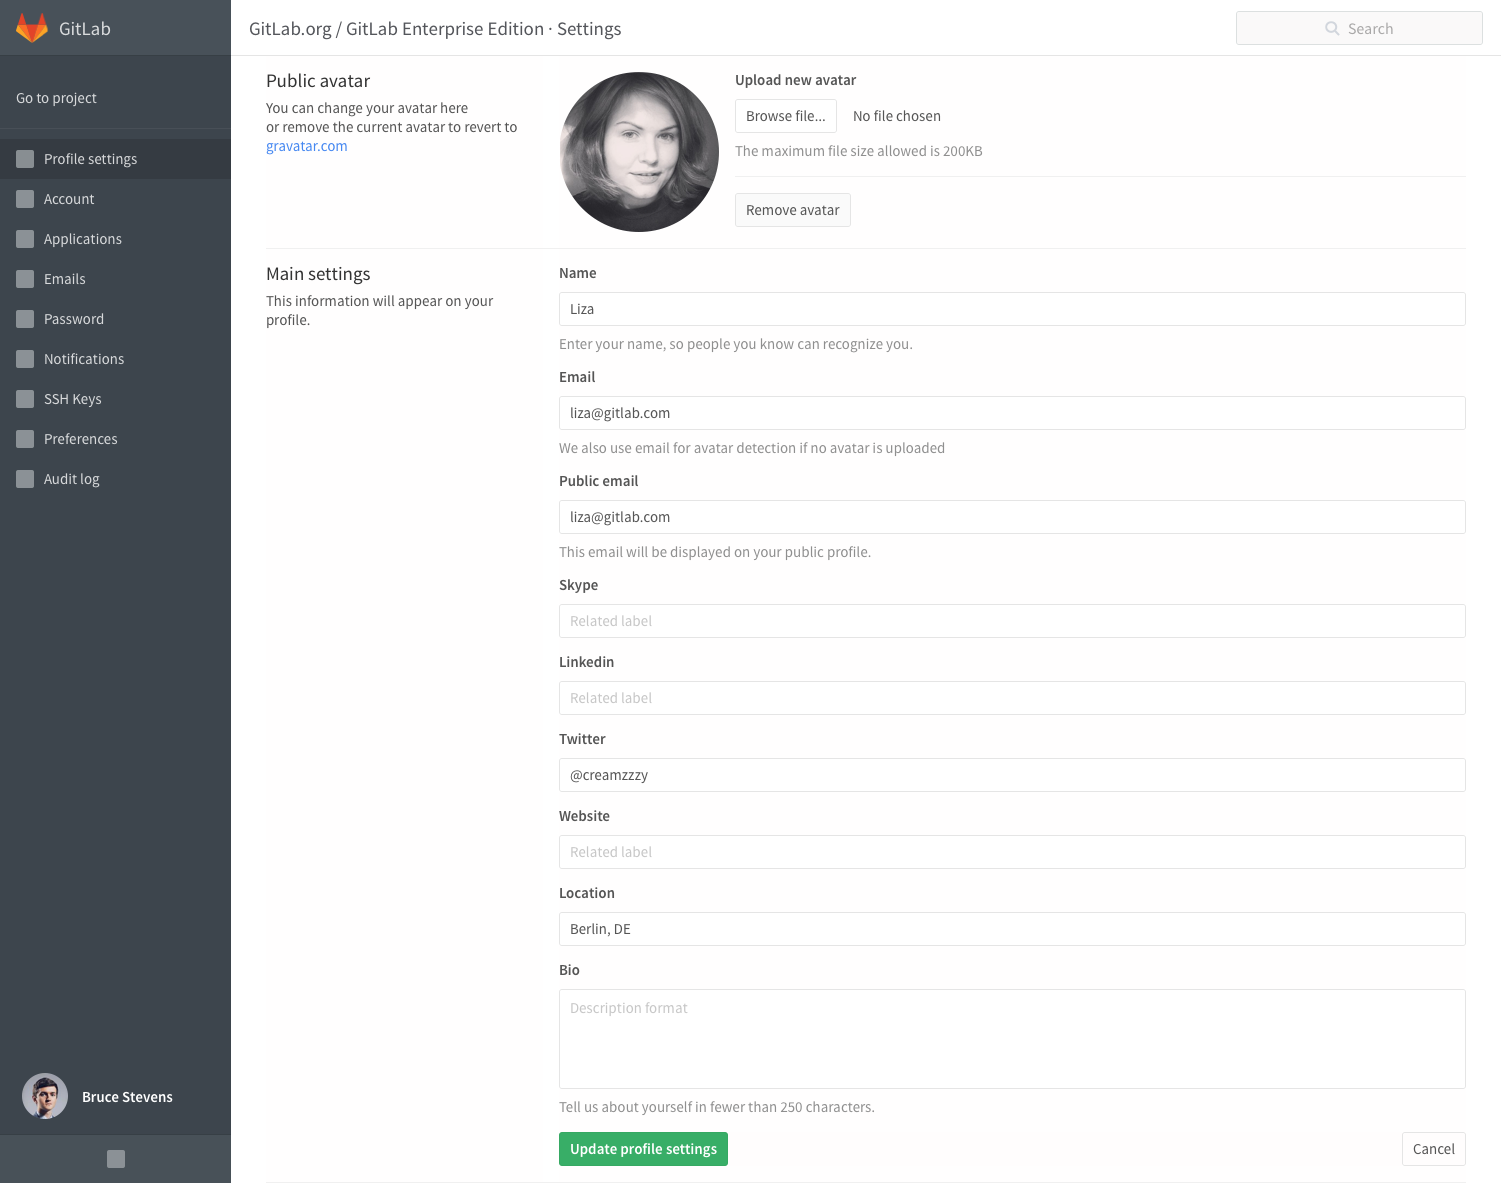 GitLab
GitLab.org / GitLab Enterprise Edition · Settings
Search
Go to project
Profile settings
Account
Applications
Emails
Password
Notifications
SSH Keys
Preferences
Audit log
Bruce Stevens
Public avatar
You can change your avatar here
or remove the current avatar to revert to
gravatar.com
Upload new avatar
Browse file... No file chosen
The maximum file size allowed is 200KB
Remove avatar
Main settings
This information will appear on your
profile.
Name
Liza
Enter your name, so people you know can recognize you.
Email
liza@gitlab.com
We also use email for avatar detection if no avatar is uploaded
Public email
liza@gitlab.com
This email will be displayed on your public profile.
Skype
Related label
Linkedin
Related label
Twitter
@creamzzzy
Website
Related label
Location
Berlin, DE
Bio
Description format
Tell us about yourself in fewer than 250 characters.
Update profile settings
Cancel